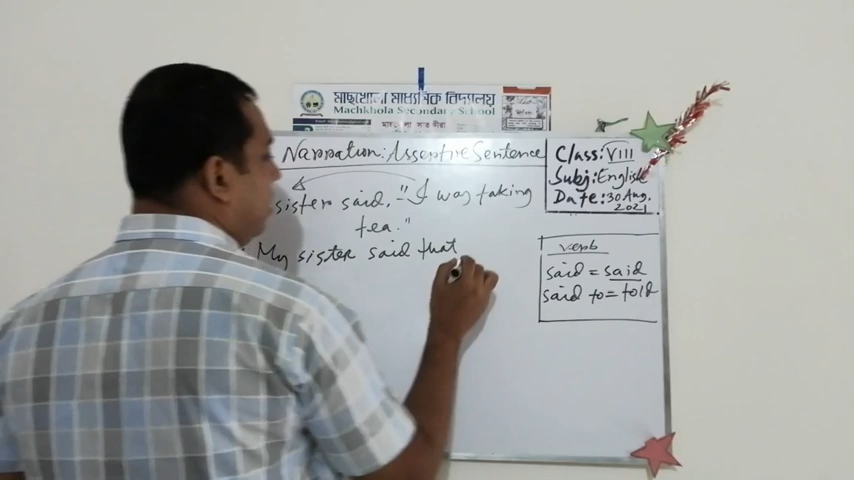 মাছখোলা মাধ্যমিক বিদ্যালয়
Machkhola Secondary School
Narration: Assertive Sentence
sister said, "I was taking
tea."
My sister said that
Class: VIII
Subj: English
Date: 30 Aug.
2021
verb
said = said
said to = told